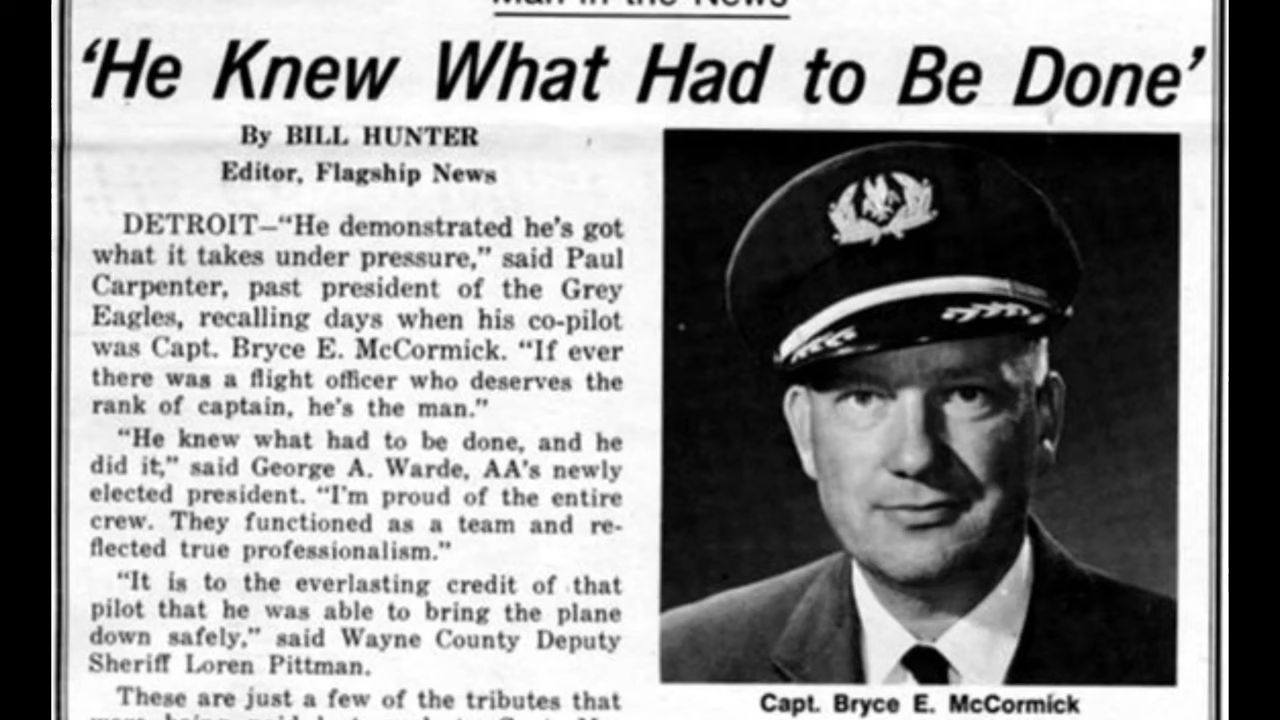 Man in the News
'He Knew What Had to Be Done'
By BILL HUNTER
Editor, Flagship News
DETROIT—"He demonstrated he's got
what it takes under pressure," said Paul
Carpenter, past president of the Grey
Eagles, recalling days when his co-pilot
was Capt. Bryce E. McCormick. "If ever
there was a flight officer who deserves the
rank of captain, he's the man."
"He knew what had to be done, and he
did it," said George A. Warde, AA's newly
elected president. "I'm proud of the entire
crew. They functioned as a team and re-
flected true professionalism."
"It is to the everlasting credit of that
pilot that he was able to bring the plane
down safely," said Wayne County Deputy
Sheriff Loren Pittman.
These are just a few of the tributes that
Capt. Bryce E. McCormick